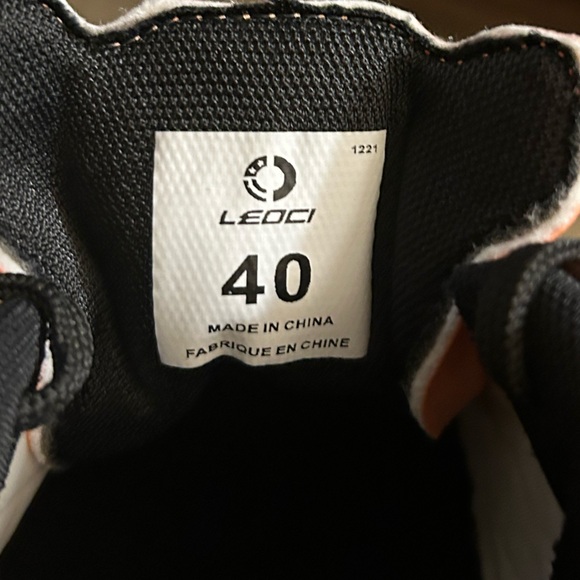 1221
LEOCI
40
MADE IN CHINA
FABRIQUE EN CHINE